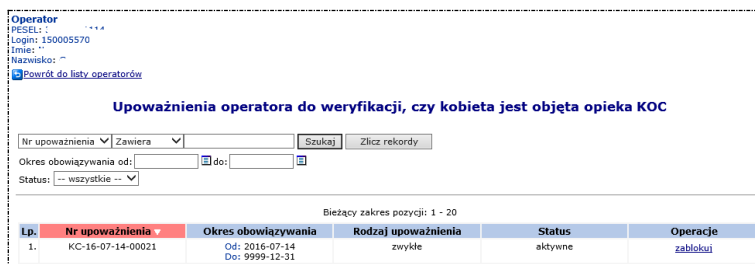 Operator
PESEL:
Login: 150005570
Imie:
Nazwisko:
Powrót do listy operatorów
Upoważnienia operatora do weryfikacji, czy kobieta jest objęta opieka KOC
Nr upoważnienia Zawiera Szukaj Zlicz rekordy
Okres obowiązywania od: do:
Status: -- wszystkie --
Bieżący zakres pozycji: 1 - 20
Lp. Nr upoważnienia Okres obowiązywania Rodzaj upoważnienia Status Operacje
1. KC-16-07-14-00021 Od: 2016-07-14 zwykłe aktywne zablokuj
Do: 9999-12-31